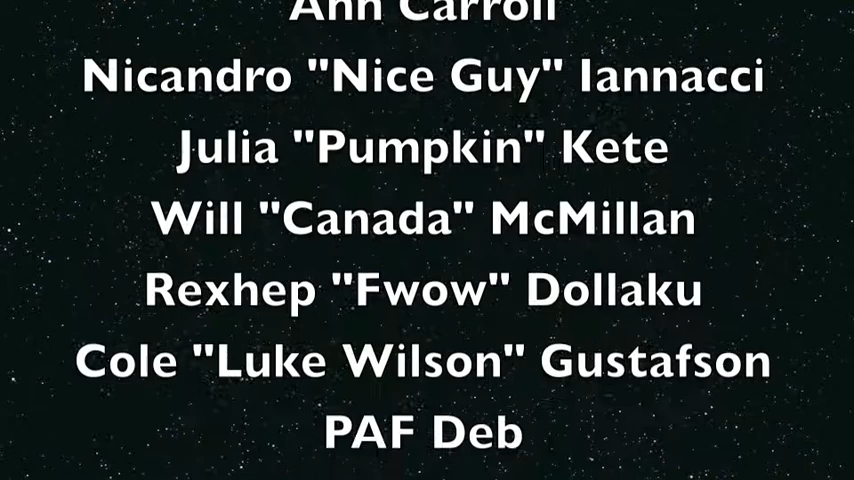 Ann Carroll
Nicandro "Nice Guy" Iannacci
Julia "Pumpkin" Kete
Will "Canada" McMillan
Rexhep "Fwow" Dollaku
Cole "Luke Wilson" Gustafson
PAF Deb